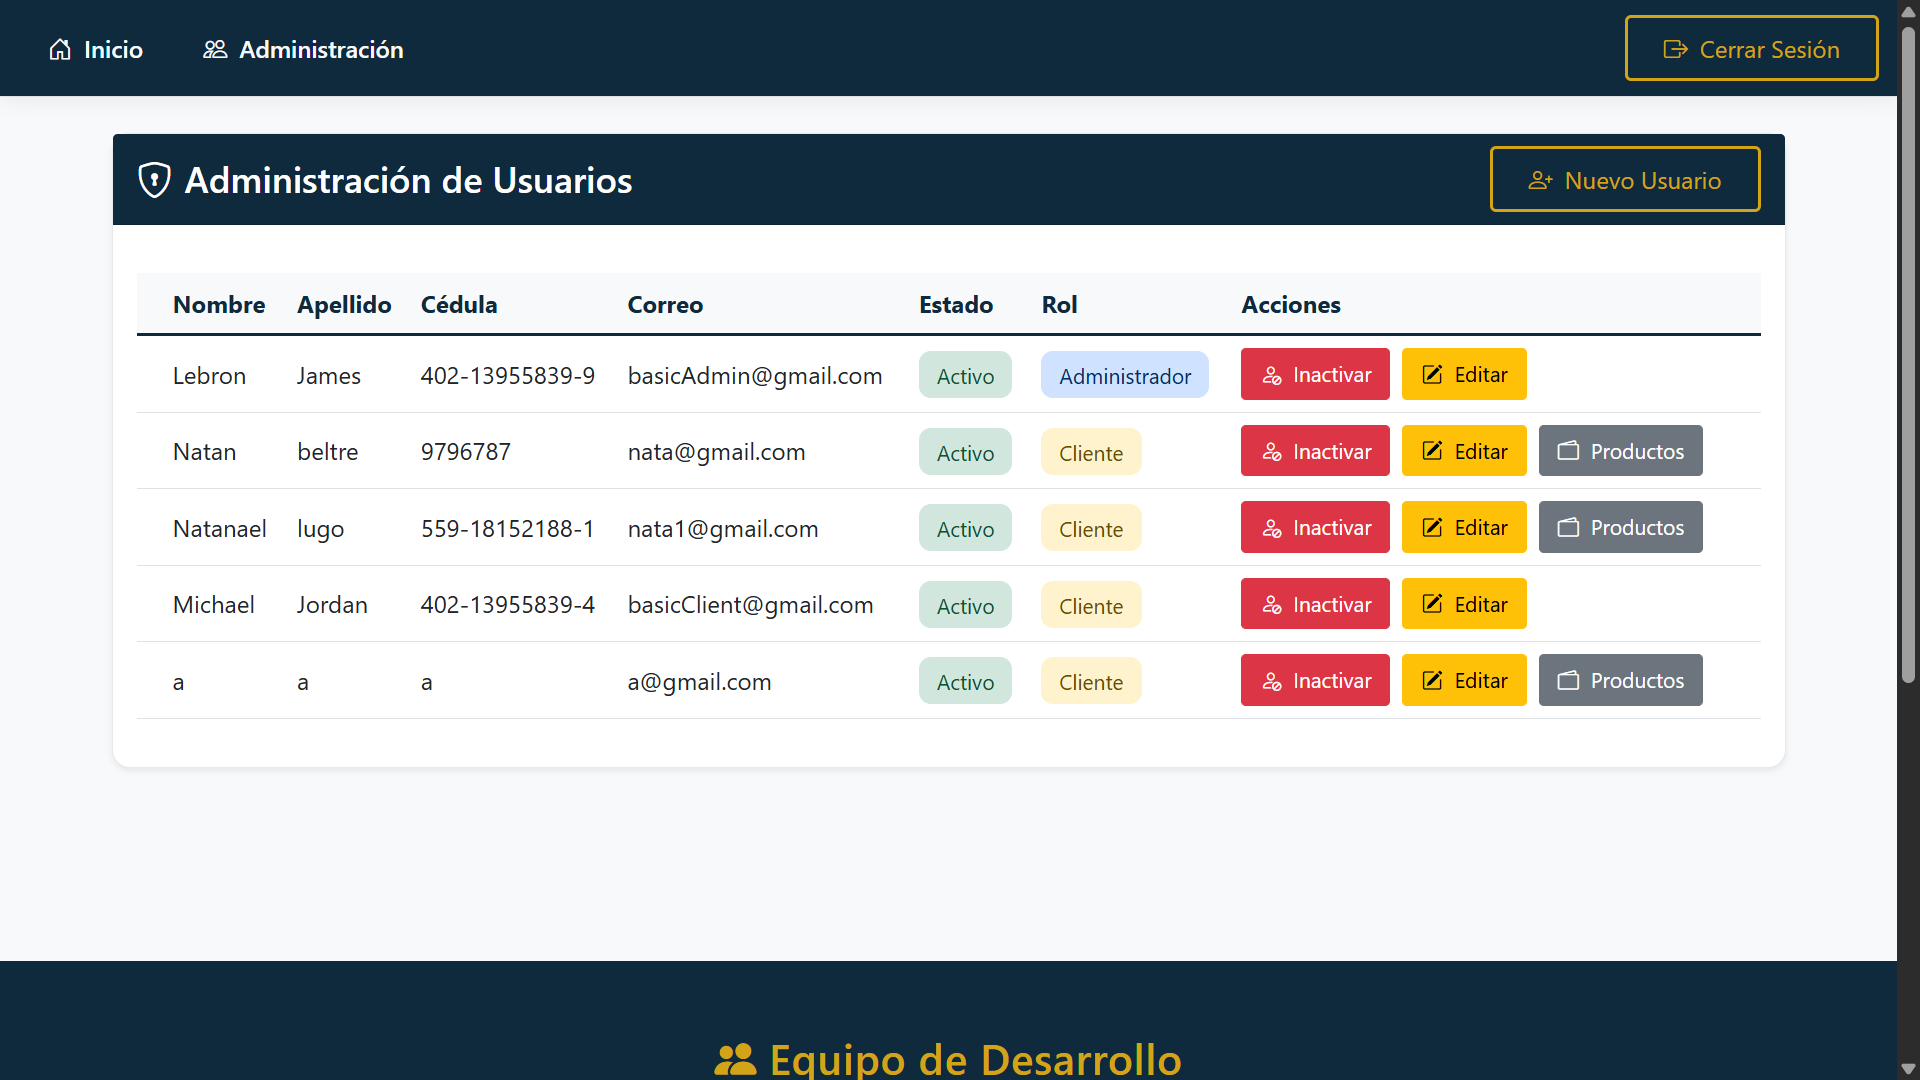 Inicio Administración Cerrar Sesión
Administración de Usuarios Nuevo Usuario
Nombre Apellido Cédula Correo Estado Rol Acciones
Lebron James 402-13955839-9 basicAdmin@gmail.com Activo Administrador Inactivar Editar
Natan beltre 9796787 nata@gmail.com Activo Cliente Inactivar Editar Productos
Natanael lugo 559-18152188-1 nata1@gmail.com Activo Cliente Inactivar Editar Productos
Michael Jordan 402-13955839-4 basicClient@gmail.com Activo Cliente Inactivar Editar
a a a a@gmail.com Activo Cliente Inactivar Editar Productos
Equipo de Desarrollo